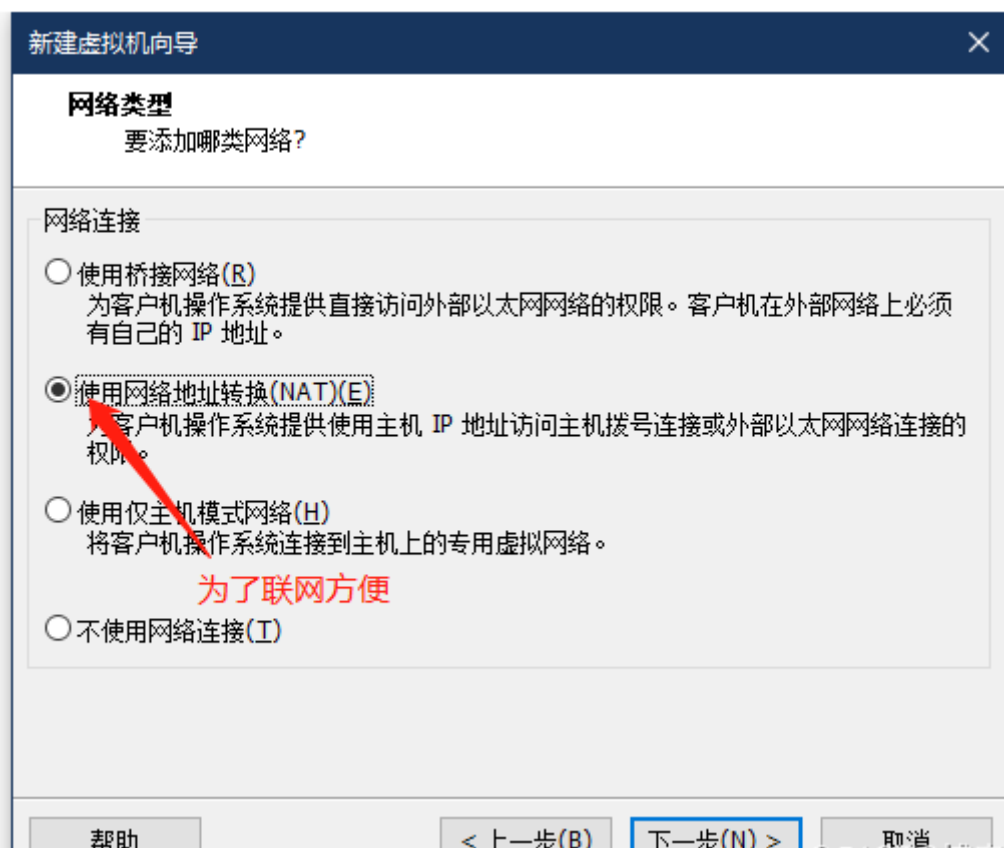 新建虚拟机向导
网络类型
要添加哪类网络?
网络连接
使用桥接网络(R)
为客户机操作系统提供直接访问外部以太网网络的权限。客户机在外部网络上必须
有自己的 IP 地址。
使用网络地址转换(NAT)(E)
为客户机操作系统提供使用主机 IP 地址访问主机拨号连接或外部以太网网络连接的
权限。
使用仅主机模式网络(H)
将客户机操作系统连接到主机上的专用虚拟网络。
为了联网方便
不使用网络连接(T)
帮助
< 上一步(B)
下一步(N) >
取消